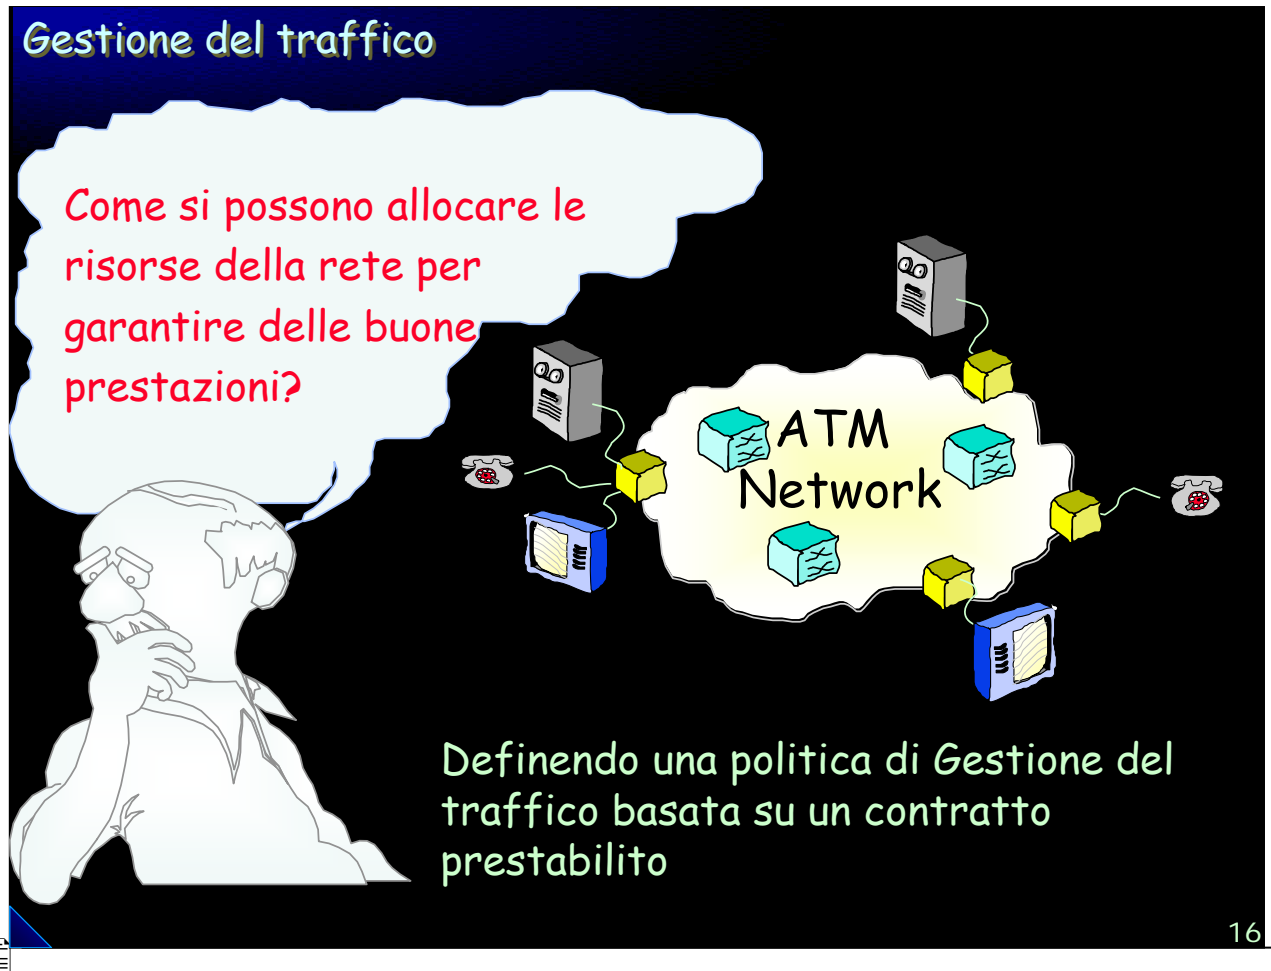 Gestione del traffico
Come si possono allocare le
risorse della rete per
garantire delle buone
prestazioni?
ATM
Network
Definendo una politica di Gestione del
traffico basata su un contratto
prestabilito
16